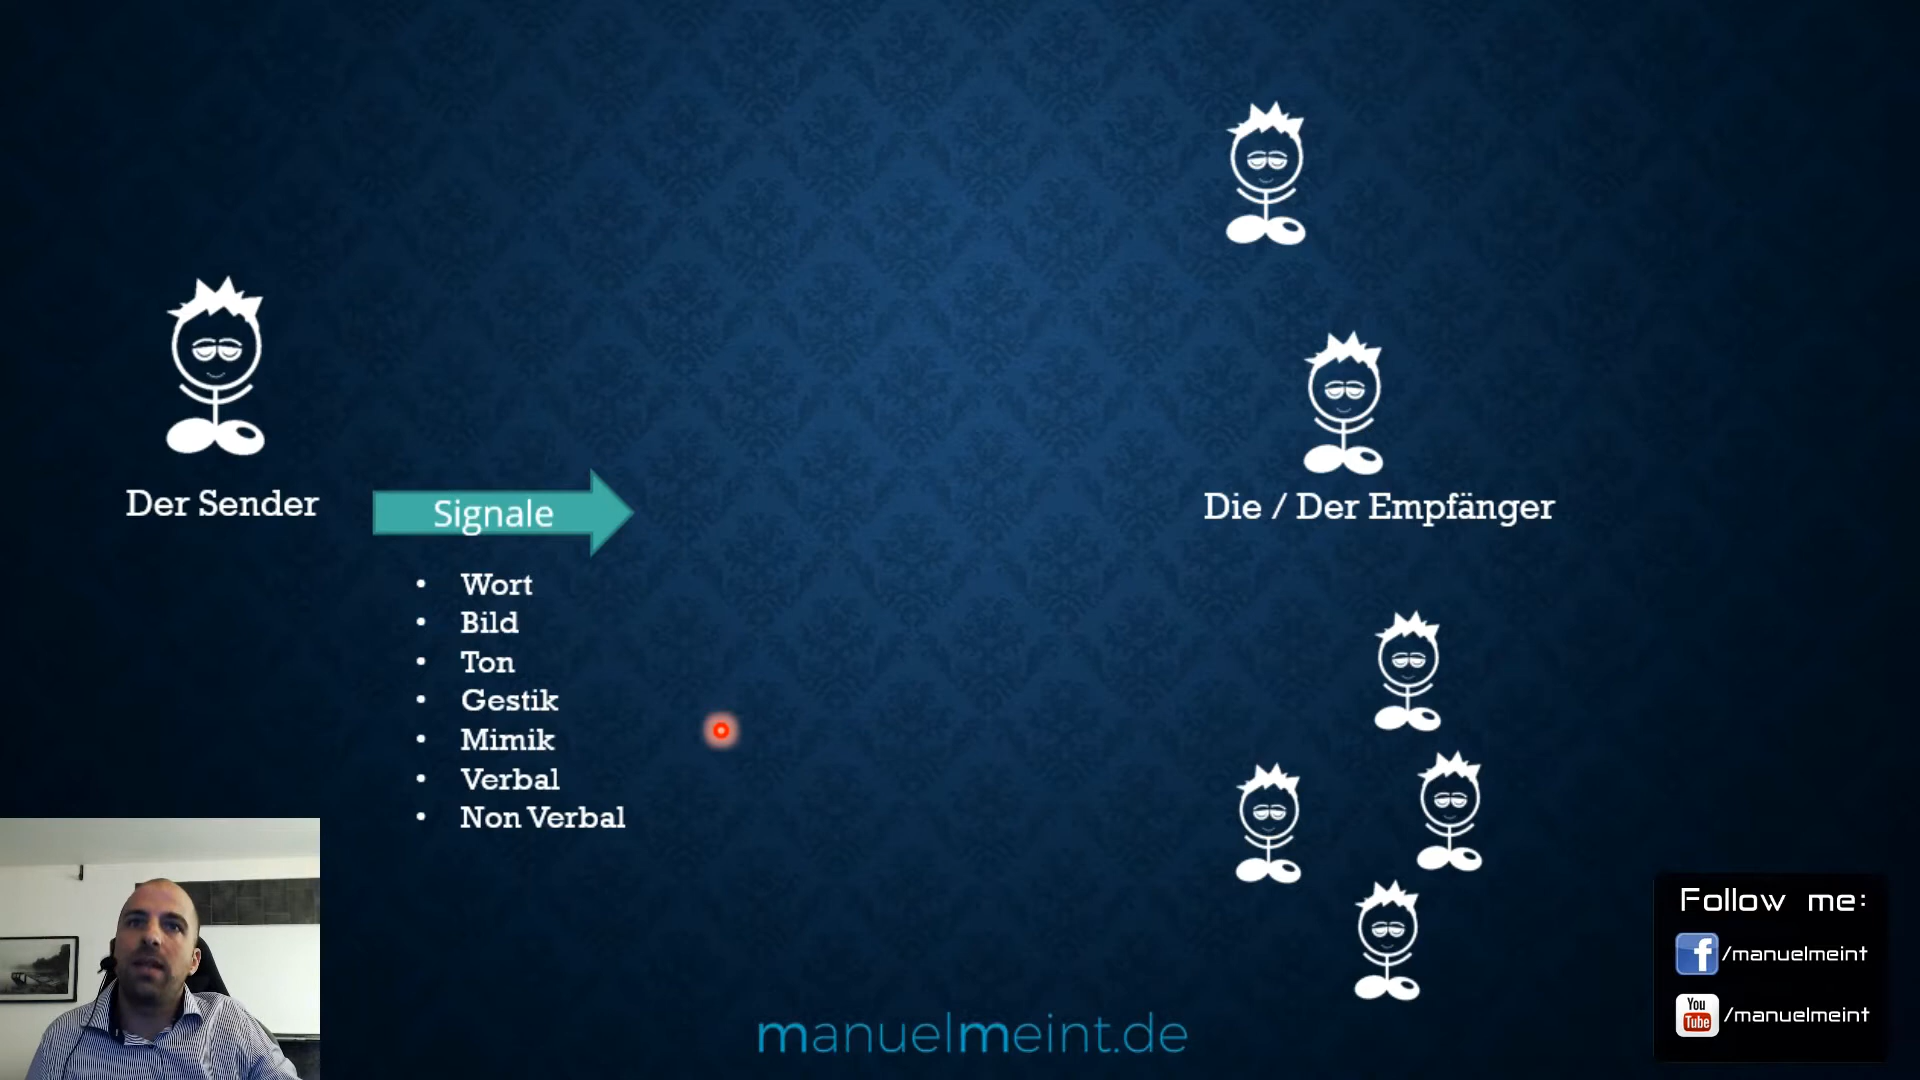 Der Sender
Signale
Die / Der Empfänger
• Wort
• Bild
• Ton
• Gestik
• Mimik
• Verbal
• Non Verbal
Follow me:
f /manuelmeint
You Tube /manuelmeint
manuelmeint.de